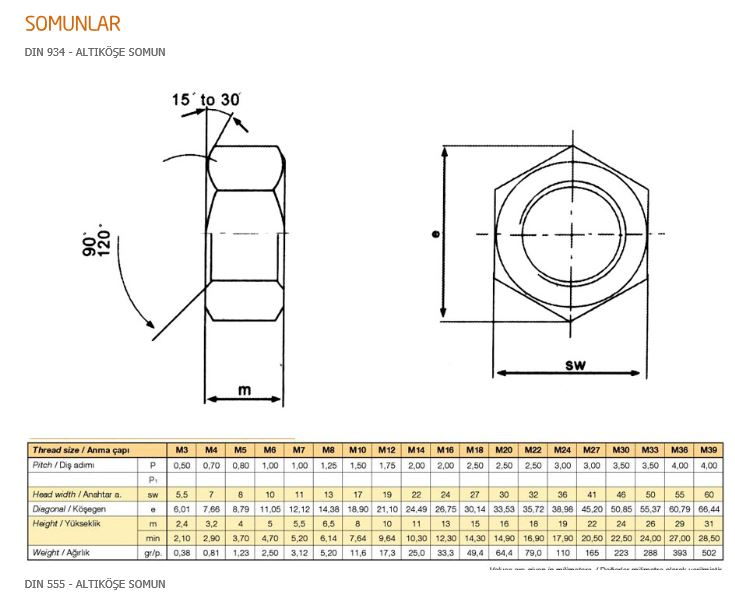 SOMUNLAR
DIN 934 - ALTIKÖŞE SOMUN
15´ to 30´
90°
120°
e
m
sw
Thread size / Anma çapı M3 M4 M5 M6 M7 M8 M10 M12 M14 M16 M18 M20 M22 M24 M27 M30 M33 M36 M39
Pitch / Diş adımı P 0,50 0,70 0,80 1,00 1,00 1,25 1,50 1,75 2,00 2,00 2,50 2,50 2,50 3,00 3,00 3,50 3,50 4,00 4,00
P1
Head width / Anahtar a. sw 5,5 7 8 10 11 13 17 19 22 24 27 30 32 36 41 46 50 55 60
Diagonal / Köşegen e 6,01 7,66 8,79 11,05 12,12 14,38 18,90 21,10 24,49 26,75 30,14 33,53 35,72 38,98 45,20 50,85 55,37 60,79 66,44
Height / Yükseklik m 2,4 3,2 4 5 5,5 6,5 8 10 11 13 15 16 18 19 22 24 26 29 31
min 2,10 2,90 3,70 4,70 5,20 6,14 7,64 9,64 10,30 12,30 14,30 14,90 16,90 17,90 20,50 22,50 24,00 27,00 28,50
Weight / Ağırlık gr/p. 0,38 0,81 1,23 2,50 3,12 5,20 11,6 17,3 25,0 33,3 49,4 64,4 79,0 110 165 223 288 393 502
Values are given in milimeters / Değerler milimetre olarak verilmiştir
DIN 555 - ALTIKÖŞE SOMUN